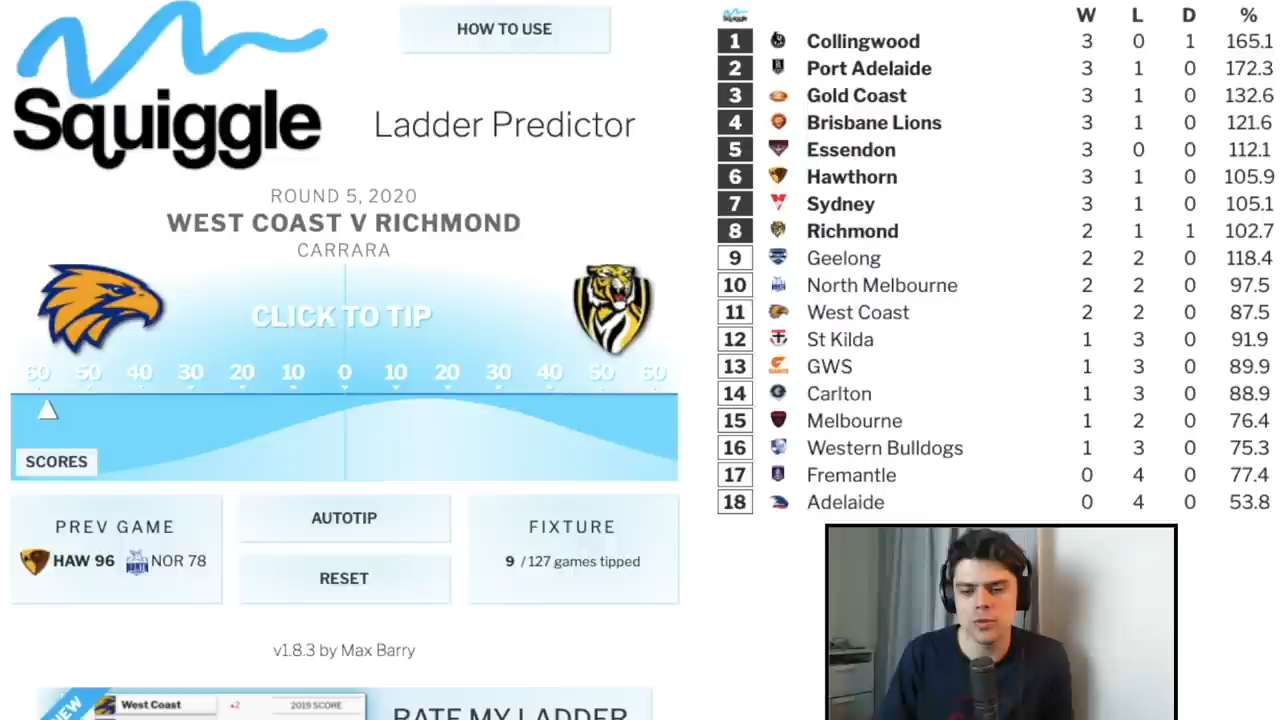 Squiggle
HOW TO USE
Ladder Predictor
ROUND 5, 2020
WEST COAST V RICHMOND
CARRARA
CLICK TO TIP
60 50 40 30 20 10 0 10 20 30 40 50 60
SCORES
PREV GAME
HAW 96 NOR 78
AUTOTIP
RESET
FIXTURE
9 / 127 games tipped
v1.8.3 by Max Barry
NEW
West Coast +2 2019 SCORE
RATE MY LADDER
Squiggle W L D %
1 Collingwood 3 0 1 165.1
2 Port Adelaide 3 1 0 172.3
3 Gold Coast 3 1 0 132.6
4 Brisbane Lions 3 1 0 121.6
5 Essendon 3 0 0 112.1
6 Hawthorn 3 1 0 105.9
7 Sydney 3 1 0 105.1
8 Richmond 2 1 1 102.7
9 Geelong 2 2 0 118.4
10 North Melbourne 2 2 0 97.5
11 West Coast 2 2 0 87.5
12 St Kilda 1 3 0 91.9
13 GWS 1 3 0 89.9
14 Carlton 1 3 0 88.9
15 Melbourne 1 2 0 76.4
16 Western Bulldogs 1 3 0 75.3
17 Fremantle 0 4 0 77.4
18 Adelaide 0 4 0 53.8